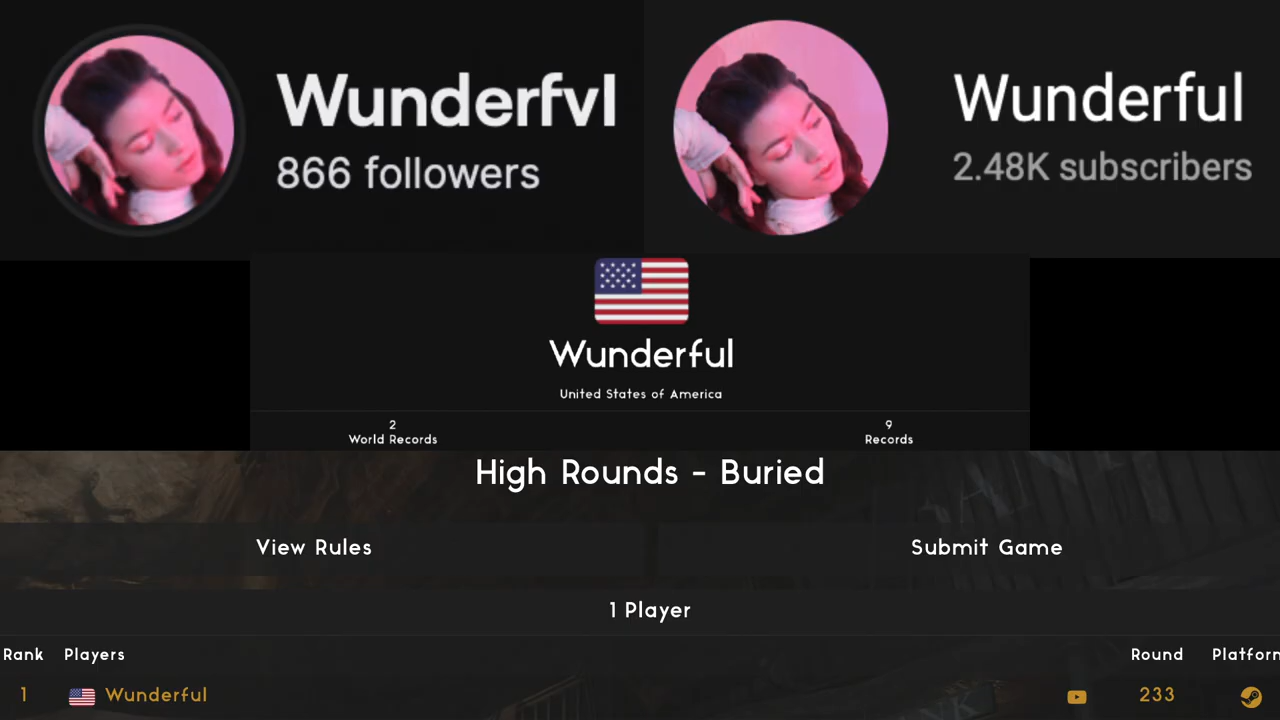 Wunderfvl
866 followers
Wunderful
2.48K subscribers
Wunderful
United States of America
2
World Records
9
Records
High Rounds - Buried
View Rules
Submit Game
1 Player
Rank Players Round Platform
1 Wunderful 233